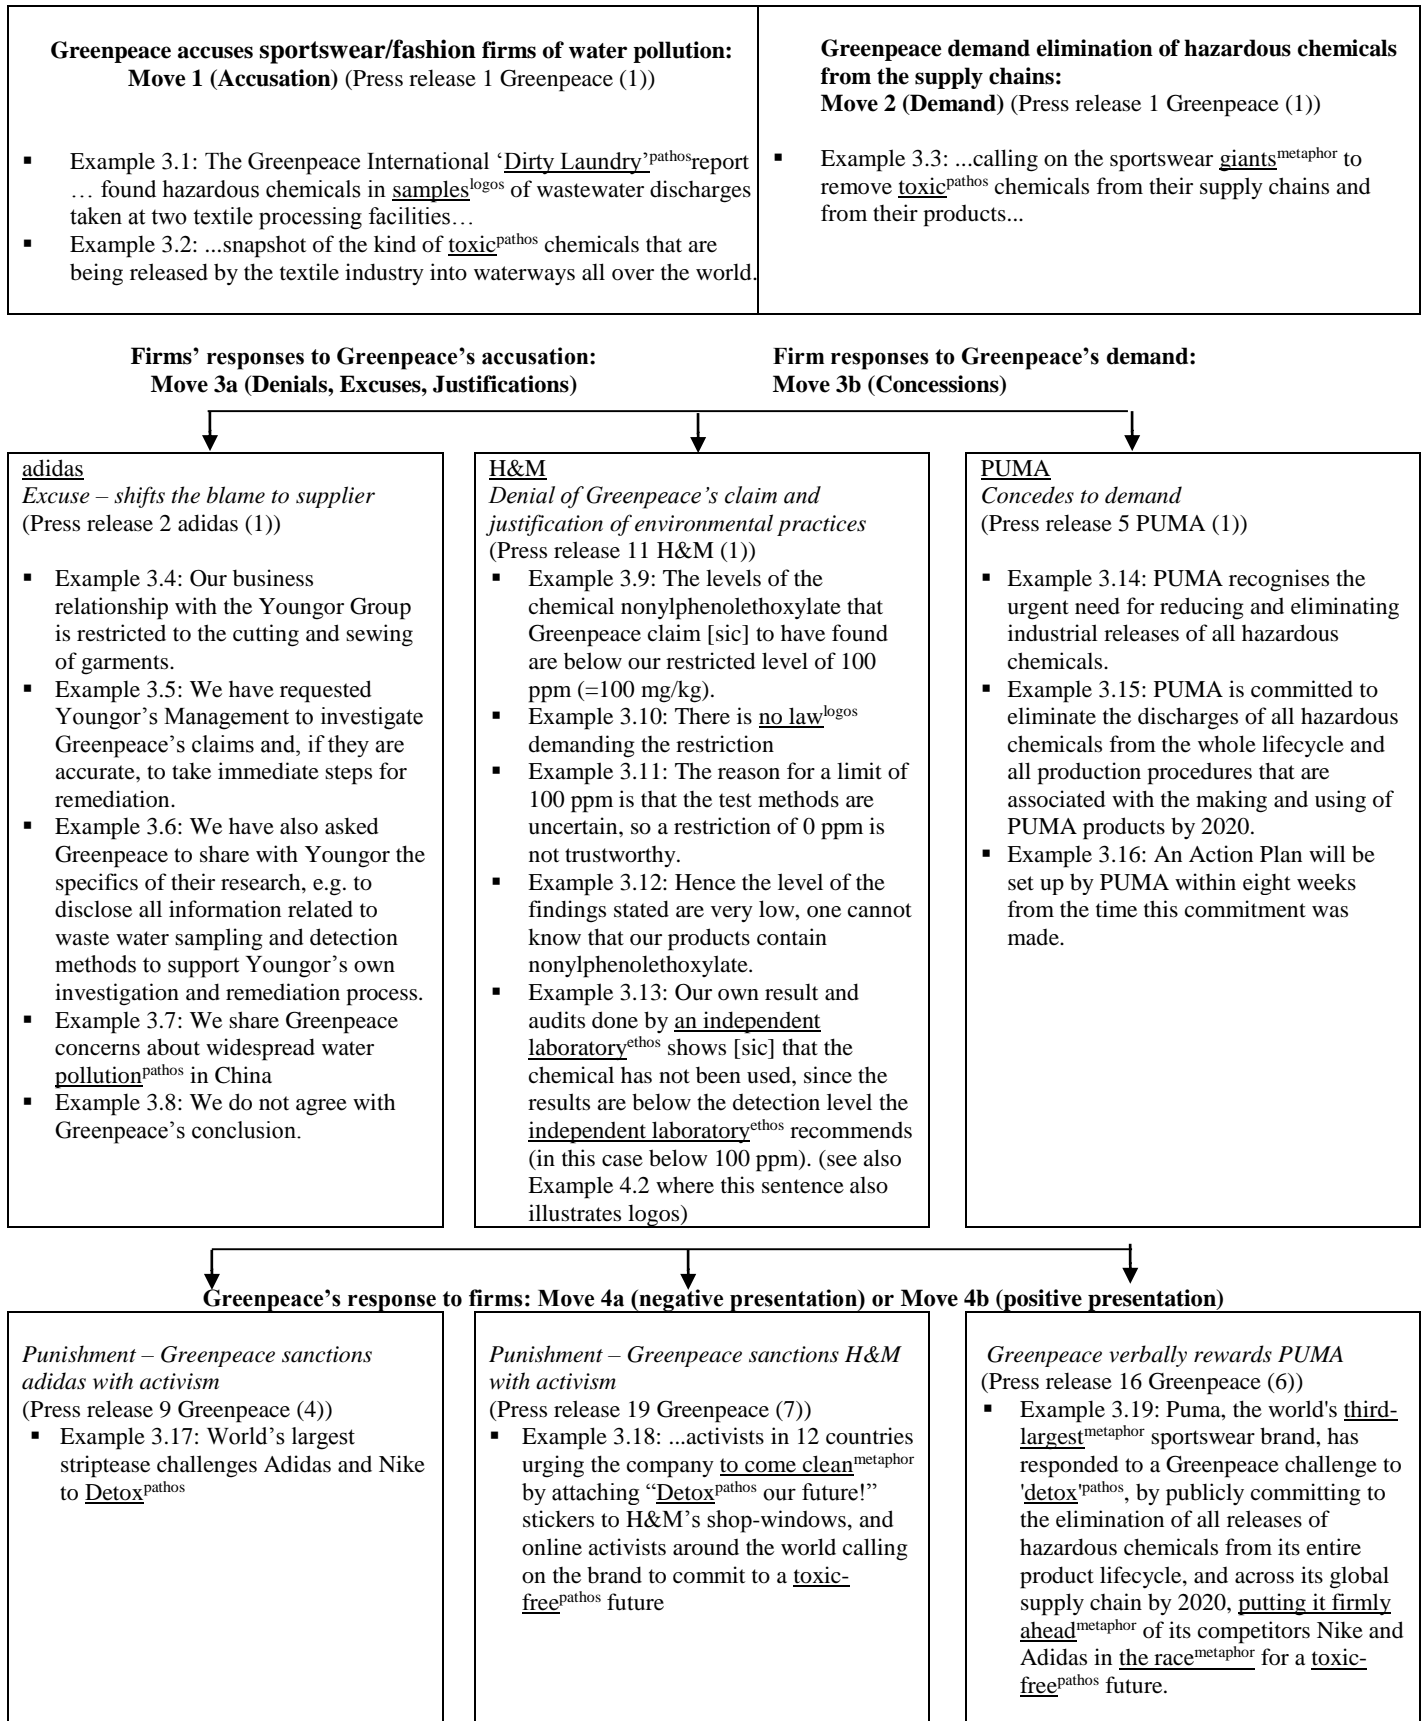 Greenpeace accuses sportswear/fashion firms of water pollution:
Move 1 (Accusation) (Press release 1 Greenpeace (1))
▪ Example 3.1: The Greenpeace International ‘Dirty Laundry’pathosreport
… found hazardous chemicals in sampleslogos of wastewater discharges
taken at two textile processing facilities…
▪ Example 3.2: ...snapshot of the kind of toxicpathos chemicals that are
being released by the textile industry into waterways all over the world.
Greenpeace demand elimination of hazardous chemicals
from the supply chains:
Move 2 (Demand) (Press release 1 Greenpeace (1))
▪ Example 3.3: ...calling on the sportswear giantsmetaphor to
remove toxicpathos chemicals from their supply chains and
from their products...
Firms’ responses to Greenpeace’s accusation:
Move 3a (Denials, Excuses, Justifications)
Firm responses to Greenpeace’s demand:
Move 3b (Concessions)
adidas
Excuse – shifts the blame to supplier
(Press release 2 adidas (1))
▪ Example 3.4: Our business
relationship with the Youngor Group
is restricted to the cutting and sewing
of garments.
▪ Example 3.5: We have requested
Youngor’s Management to investigate
Greenpeace’s claims and, if they are
accurate, to take immediate steps for
remediation.
▪ Example 3.6: We have also asked
Greenpeace to share with Youngor the
specifics of their research, e.g. to
disclose all information related to
waste water sampling and detection
methods to support Youngor’s own
investigation and remediation process.
▪ Example 3.7: We share Greenpeace
concerns about widespread water
pollutionpathos in China
▪ Example 3.8: We do not agree with
Greenpeace’s conclusion.
H&M
Denial of Greenpeace’s claim and
justification of environmental practices
(Press release 11 H&M (1))
▪ Example 3.9: The levels of the
chemical nonylphenolethoxylate that
Greenpeace claim [sic] to have found
are below our restricted level of 100
ppm (=100 mg/kg).
▪ Example 3.10: There is no lawlogos
demanding the restriction
▪ Example 3.11: The reason for a limit of
100 ppm is that the test methods are
uncertain, so a restriction of 0 ppm is
not trustworthy.
▪ Example 3.12: Hence the level of the
findings stated are very low, one cannot
know that our products contain
nonylphenolethoxylate.
▪ Example 3.13: Our own result and
audits done by an independent
laboratoryethos shows [sic] that the
chemical has not been used, since the
results are below the detection level the
independent laboratoryethos recommends
(in this case below 100 ppm). (see also
Example 4.2 where this sentence also
illustrates logos)
PUMA
Concedes to demand
(Press release 5 PUMA (1))
▪ Example 3.14: PUMA recognises the
urgent need for reducing and eliminating
industrial releases of all hazardous
chemicals.
▪ Example 3.15: PUMA is committed to
eliminate the discharges of all hazardous
chemicals from the whole lifecycle and
all production procedures that are
associated with the making and using of
PUMA products by 2020.
▪ Example 3.16: An Action Plan will be
set up by PUMA within eight weeks
from the time this commitment was
made.
Greenpeace’s response to firms: Move 4a (negative presentation) or Move 4b (positive presentation)
Punishment – Greenpeace sanctions
adidas with activism
(Press release 9 Greenpeace (4))
▪ Example 3.17: World’s largest
striptease challenges Adidas and Nike
to Detoxpathos
Punishment – Greenpeace sanctions H&M
with activism
(Press release 19 Greenpeace (7))
▪ Example 3.18: ...activists in 12 countries
urging the company to come cleanmetaphor
by attaching “Detoxpathos our future!”
stickers to H&M’s shop-windows, and
online activists around the world calling
on the brand to commit to a toxic-
freepathos future
Greenpeace verbally rewards PUMA
(Press release 16 Greenpeace (6))
▪ Example 3.19: Puma, the world's third-
largestmetaphor sportswear brand, has
responded to a Greenpeace challenge to
'detox'pathos, by publicly committing to
the elimination of all releases of
hazardous chemicals from its entire
product lifecycle, and across its global
supply chain by 2020, putting it firmly
aheadmetaphor of its competitors Nike and
Adidas in the racemetaphor for a toxic-
freepathos future.